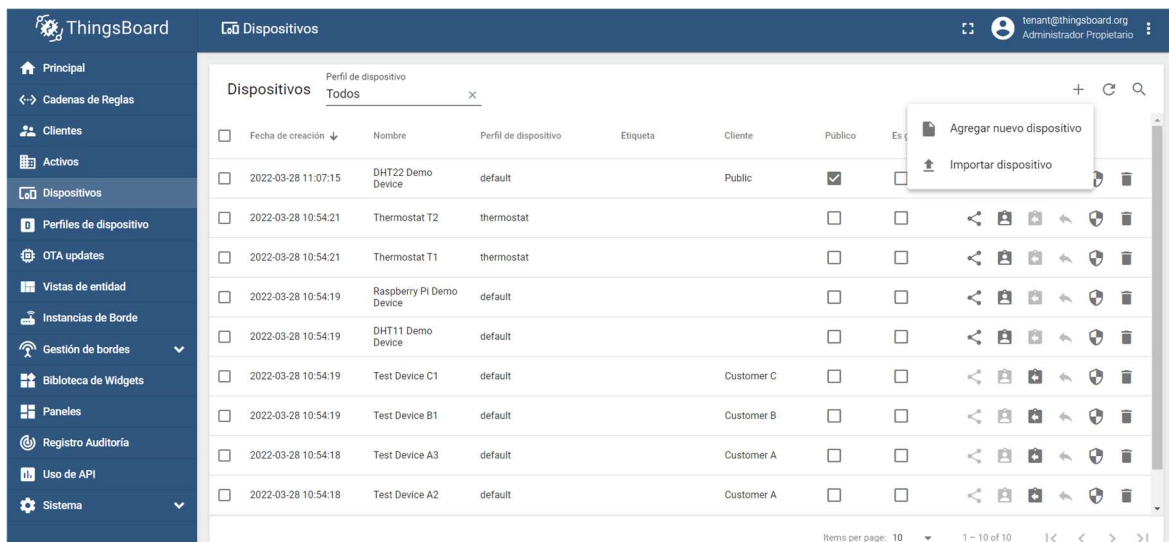 ThingsBoard
Dispositivos
tenant@thingsboard.org
Administrador Propietario
Principal
Cadenas de Reglas
Clientes
Activos
Dispositivos
Perfiles de dispositivo
OTA updates
Vistas de entidad
Instancias de Borde
Gestión de bordes
Bibloteca de Widgets
Paneles
Registro Auditoría
Uso de API
Sistema
Dispositivos
Perfil de dispositivo
Todos
Agregar nuevo dispositivo
Importar dispositivo
Fecha de creación Nombre Perfil de dispositivo Etiqueta Cliente Público Es
2022-03-28 11:07:15 DHT22 Demo Device default Public
2022-03-28 10:54:21 Thermostat T2 thermostat
2022-03-28 10:54:21 Thermostat T1 thermostat
2022-03-28 10:54:19 Raspberry Pi Demo Device default
2022-03-28 10:54:19 DHT11 Demo Device default
2022-03-28 10:54:19 Test Device C1 default Customer C
2022-03-28 10:54:19 Test Device B1 default Customer B
2022-03-28 10:54:18 Test Device A3 default Customer A
2022-03-28 10:54:18 Test Device A2 default Customer A
Items per page: 10 1 – 10 of 10